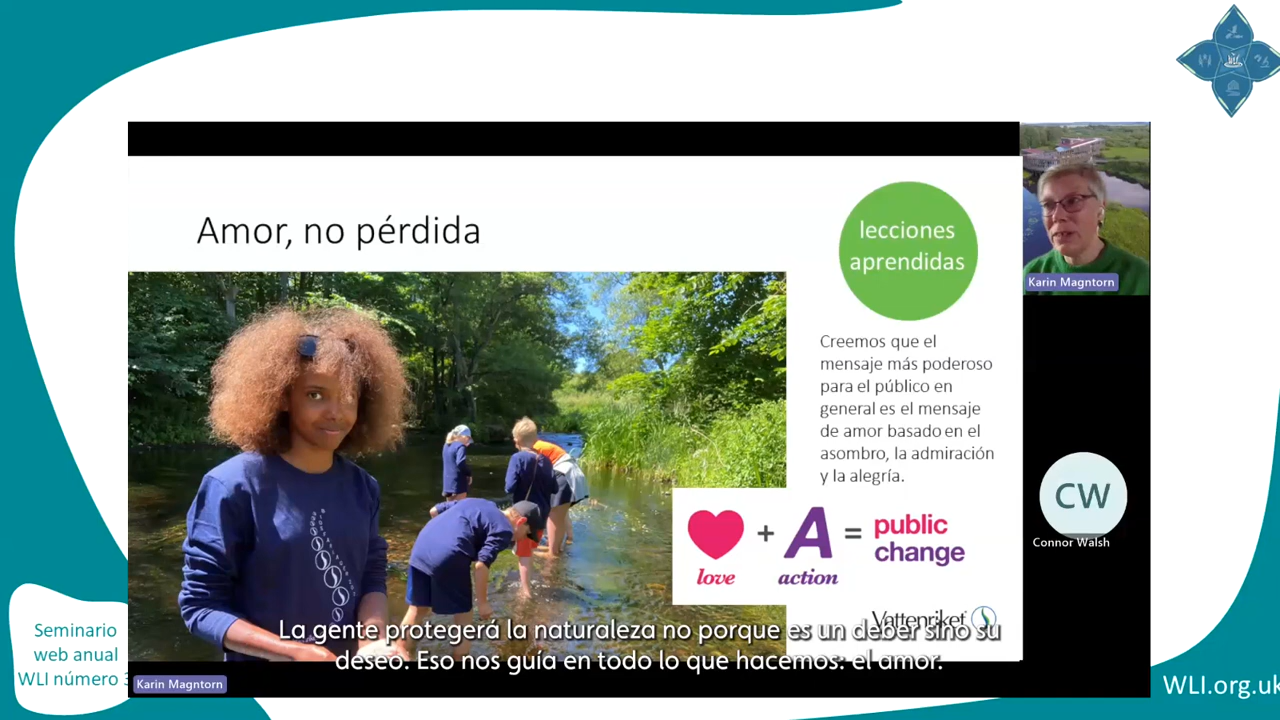 Amor, no pérdida
lecciones
aprendidas
Creemos que el
mensaje más poderoso
para el público en
general es el mensaje
de amor basado en el
asombro, la admiración
y la alegría.
love + A action = public change
Vattenriket
La gente protegerá la naturaleza no porque es un deber sino su
deseo. Eso nos guía en todo lo que hacemos: el amor.
Karin Magntorn
Karin Magntorn
CW
Connor Walsh
Seminario
web anual
WLI número 3
WLI.org.uk